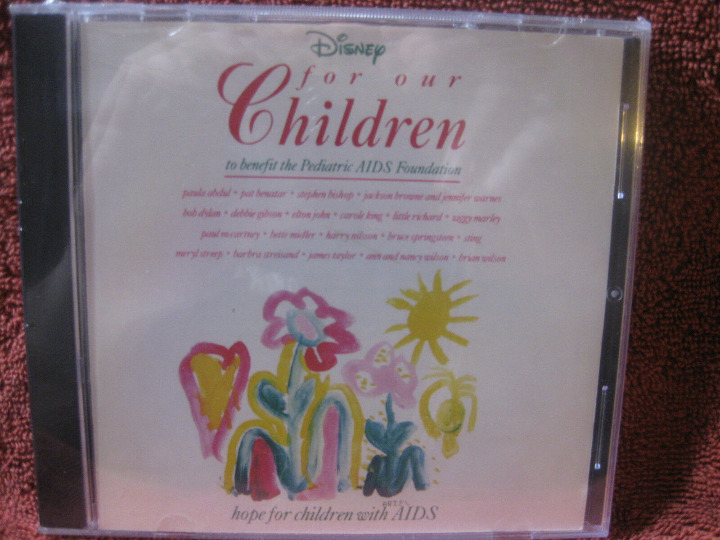 Disney
for our
Children
to benefit the Pediatric AIDS Foundation
paula abdul • pat benatar • stephen bishop • jackson browne and jennifer warnes
bob dylan • debbie gibson • elton john • carole king • little richard • ziggy marley
paul mccartney • bette midler • harry nilsson • bruce springsteen • sting
meryl streep • barbra streisand • james taylor • ann and nancy wilson • brian wilson
hope for children with AIDS